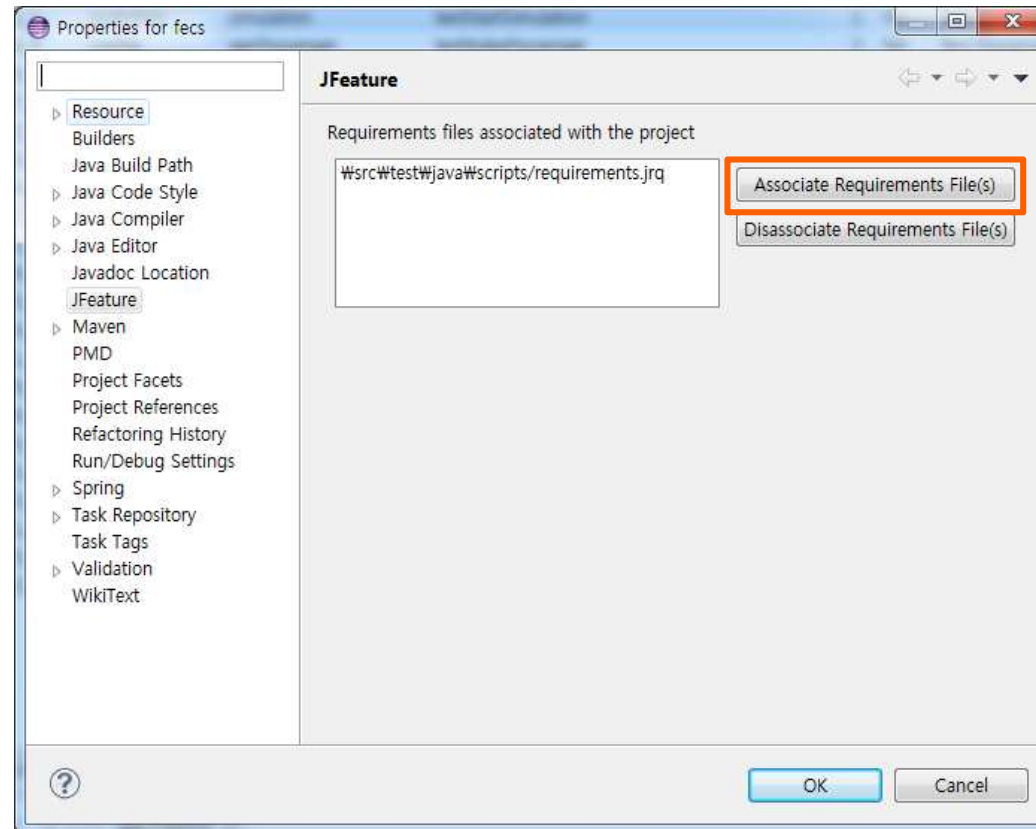 Properties for fecs
JFeature
Resource
Builders
Java Build Path
Java Code Style
Java Compiler
Java Editor
Javadoc Location
JFeature
Maven
PMD
Project Facets
Project References
Refactoring History
Run/Debug Settings
Spring
Task Repository
Task Tags
Validation
WikiText
Requirements files associated with the project
₩src₩test₩java₩scripts/requirements.jrq
Associate Requirements File(s)
Disassociate Requirements File(s)
OK
Cancel